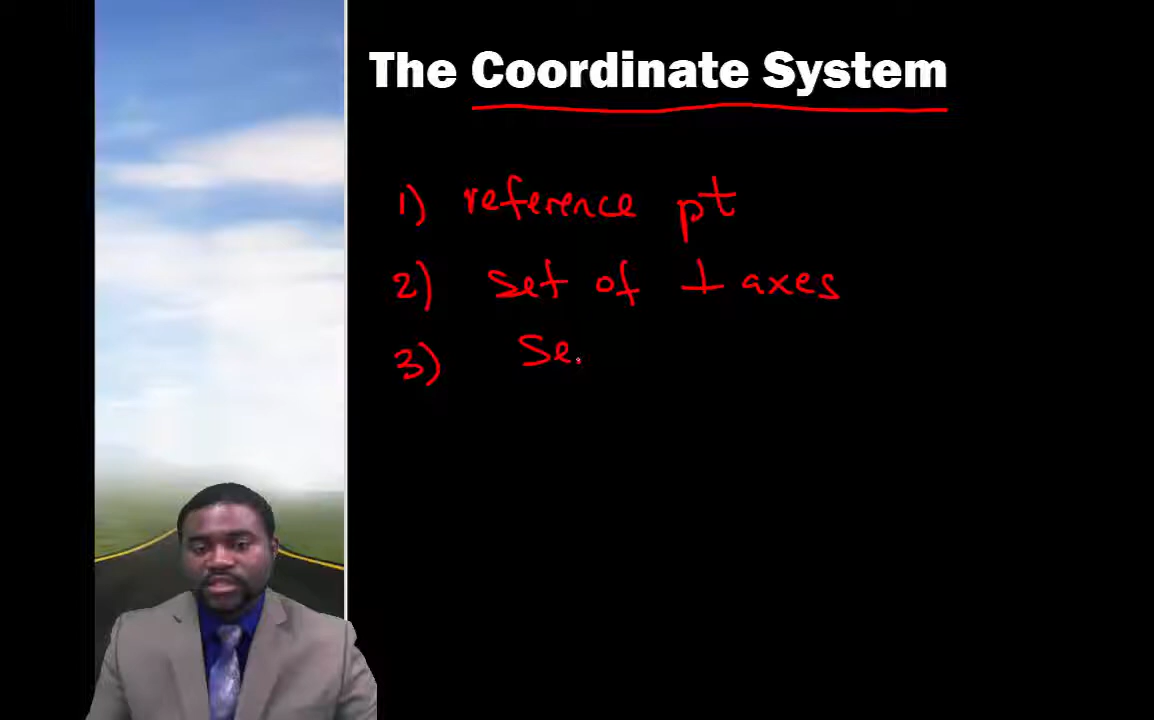 The Coordinate System
1) reference pt
2) set of ⊥ axes
3) Se